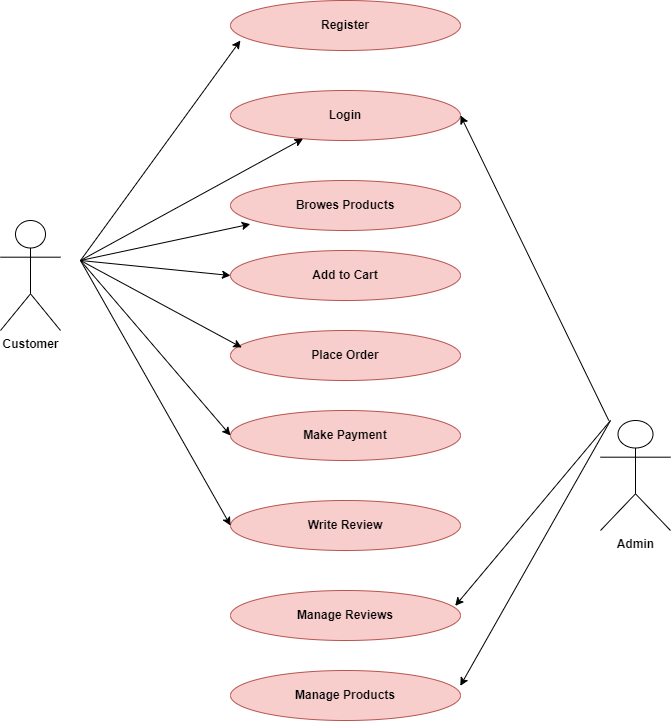 Register
Login
Browes Products
Add to Cart
Customer
Place Order
Make Payment
Write Review
Admin
Manage Reviews
Manage Products